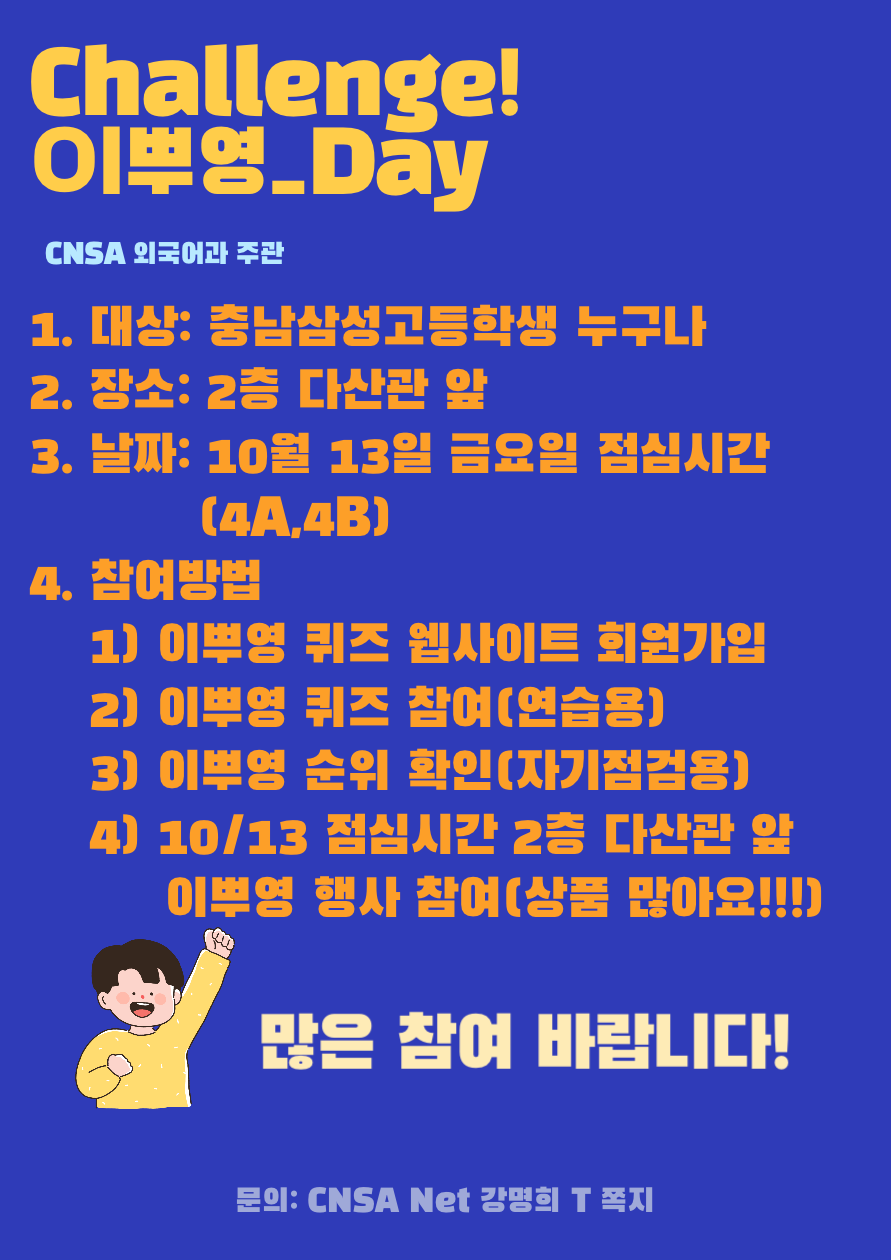 Challenge!
이쁘영_Day
CNSA 외국어과 주관
1. 대상: 충남삼성고등학생 누구나
2. 장소: 2층 다산관 앞
3. 날짜: 10월 13일 금요일 점심시간
(4A,4B)
4. 참여방법
1) 이쁘영 퀴즈 웹사이트 회원가입
2) 이쁘영 퀴즈 참여(연습용)
3) 이쁘영 순위 확인(자기점검용)
4) 10/13 점심시간 2층 다산관 앞
이쁘영 행사 참여(상품 많아요!!!)
많은 참여 바랍니다!
문의: CNSA Net 강명희 T 쪽지